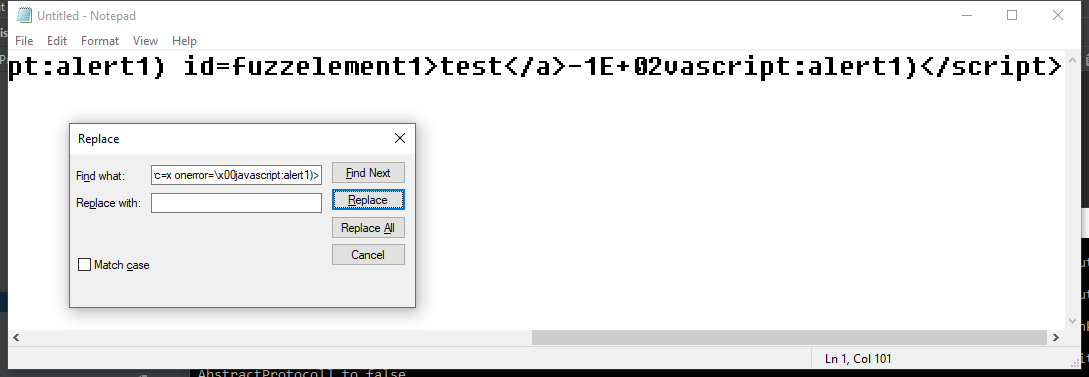 Untitled - Notepad
File Edit Format View Help
pt:alert1) id=fuzzelement1>test</a>-1E+02vascript:alert1)</script>
Replace
Find what: c=x onerror=\x00javascript:alert1)> Find Next
Replace with: Replace
Replace All
Match case Cancel
Ln 1, Col 101
AbstractProtocol] to false